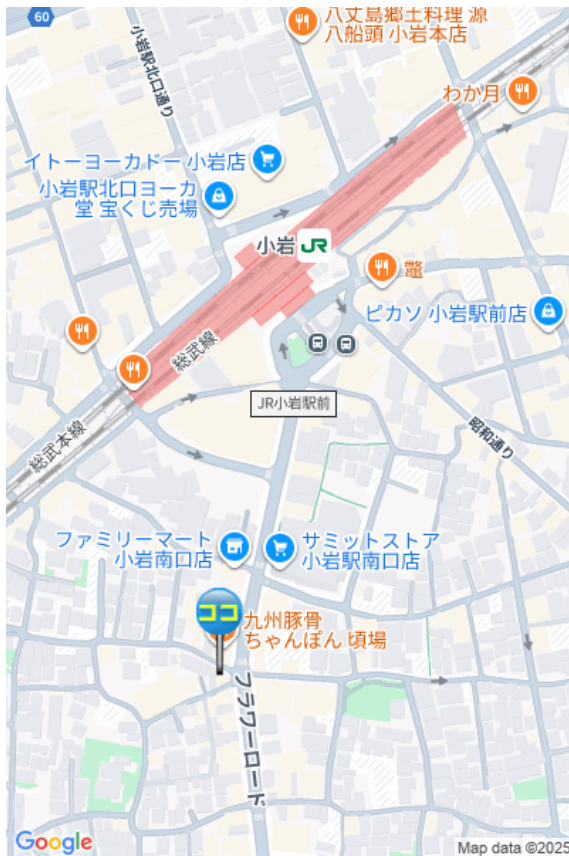 60
八丈島郷土料理 源
八船頭 小岩本店
小岩駅北口通り
わか月
イトーヨーカドー 小岩店
小岩駅北口ヨーカ
堂 宝くじ売場
小岩
JR
鼈
ピカソ 小岩駅前店
総武線
JR小岩駅前
昭和通り
総武本線
ファミリーマート
小岩南口店
サミットストア
小岩駅南口店
ココ
九州豚骨
ちゃんぽん 頃場
フラワーロード
Google
Map data ©2025